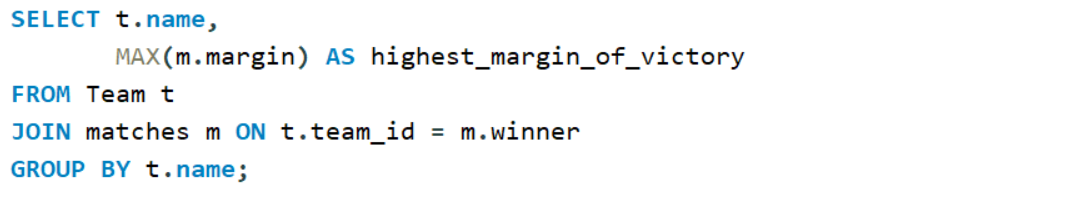 SELECT t.name,
       MAX(m.margin) AS highest_margin_of_victory
FROM Team t
JOIN matches m ON t.team_id = m.winner
GROUP BY t.name;